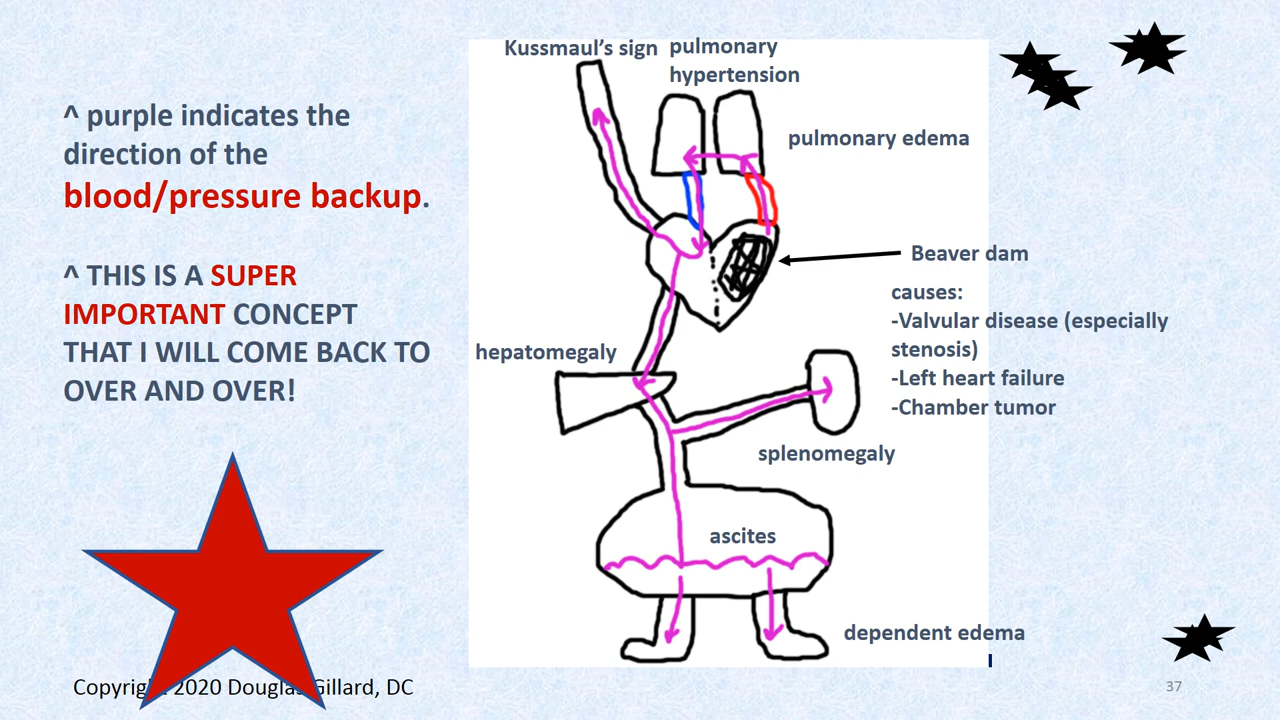 ^ purple indicates the
direction of the
blood/pressure backup.
^ THIS IS A SUPER
IMPORTANT CONCEPT
THAT I WILL COME BACK TO
OVER AND OVER!
Kussmaul’s sign
pulmonary
hypertension
pulmonary edema
Beaver dam
causes:
-Valvular disease (especially
stenosis)
-Left heart failure
-Chamber tumor
hepatomegaly
splenomegaly
ascites
dependent edema
Copyright 2020 Douglas Gillard, DC
37